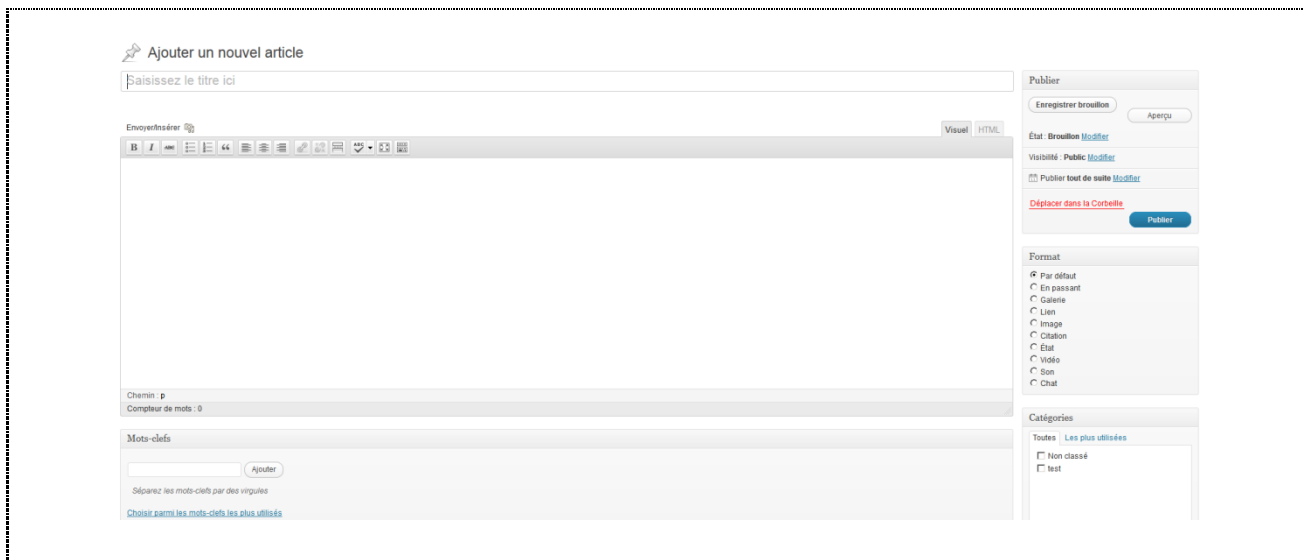 Ajouter un nouvel article
Saisissez le titre ici
Envoyer/Insérer
Visuel HTML
B I ABC ABC
Chemin : p
Compteur de mots : 0
Mots-clefs
Ajouter
Séparez les mots-clefs par des virgules
Choisir parmi les mots-clefs les plus utilisés
Publier
Enregistrer brouillon
Aperçu
État : Brouillon Modifier
Visibilité : Public Modifier
Publier tout de suite Modifier
Déplacer dans la Corbeille
Publier
Format
Par défaut
En passant
Galerie
Lien
Image
Citation
État
Vidéo
Son
Chat
Catégories
Toutes Les plus utilisées
Non classé
test